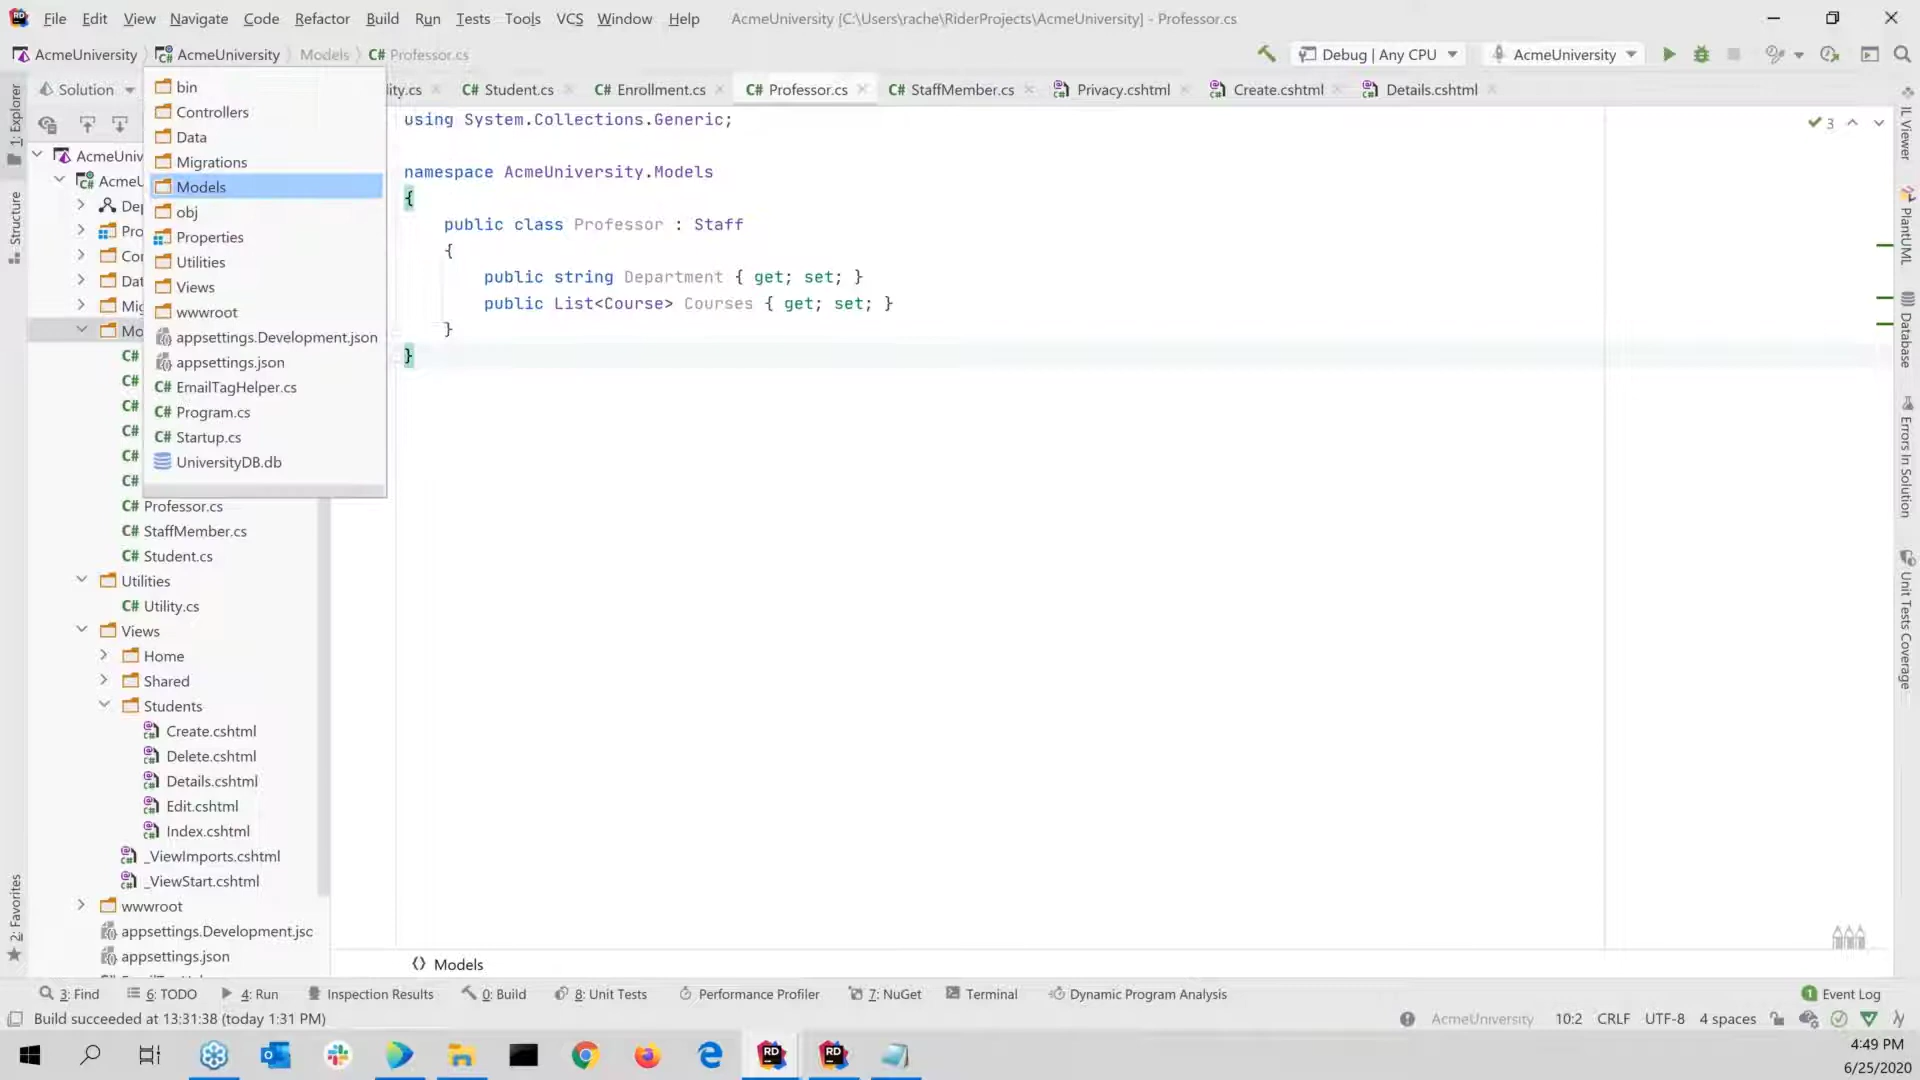 File Edit View Navigate Code Refactor Build Run Tests Tools VCS Window Help AcmeUniversity [C:\Users\rache\RiderProjects\AcmeUniversity] - Professor.cs
AcmeUniversity AcmeUniversity Models C# Professor.cs Debug | Any CPU AcmeUniversity
Solution
lity.cs C# Student.cs C# Enrollment.cs C# Professor.cs C# StaffMember.cs Privacy.cshtml Create.cshtml Details.cshtml
1: Explorer
Structure
2: Favorites
AcmeUniv
AcmeU
De
Pro
Co
Dat
Mig
Mo
C#
C#
C#
C#
C#
C#
C# Professor.cs
C# StaffMember.cs
C# Student.cs
Utilities
C# Utility.cs
Views
Home
Shared
Students
Create.cshtml
Delete.cshtml
Details.cshtml
Edit.cshtml
Index.cshtml
_ViewImports.cshtml
_ViewStart.cshtml
wwwroot
appsettings.Development.jsc
appsettings.json
bin
Controllers
Data
Migrations
Models
obj
Properties
Utilities
Views
wwwroot
appsettings.Development.json
appsettings.json
C# EmailTagHelper.cs
C# Program.cs
C# Startup.cs
UniversityDB.db
using System.Collections.Generic;
namespace AcmeUniversity.Models
{
public class Professor : Staff
{
public string Department { get; set; }
public List<Course> Courses { get; set; }
}
}
3
IL Viewer
PlantUML
Database
Errors In Solution
Unit Tests Coverage
Models
3: Find 6: TODO 4: Run Inspection Results 0: Build 8: Unit Tests Performance Profiler 7: NuGet Terminal Dynamic Program Analysis 1 Event Log
Build succeeded at 13:31:38 (today 1:31 PM) AcmeUniversity 10:2 CRLF UTF-8 4 spaces
4:49 PM
6/25/2020